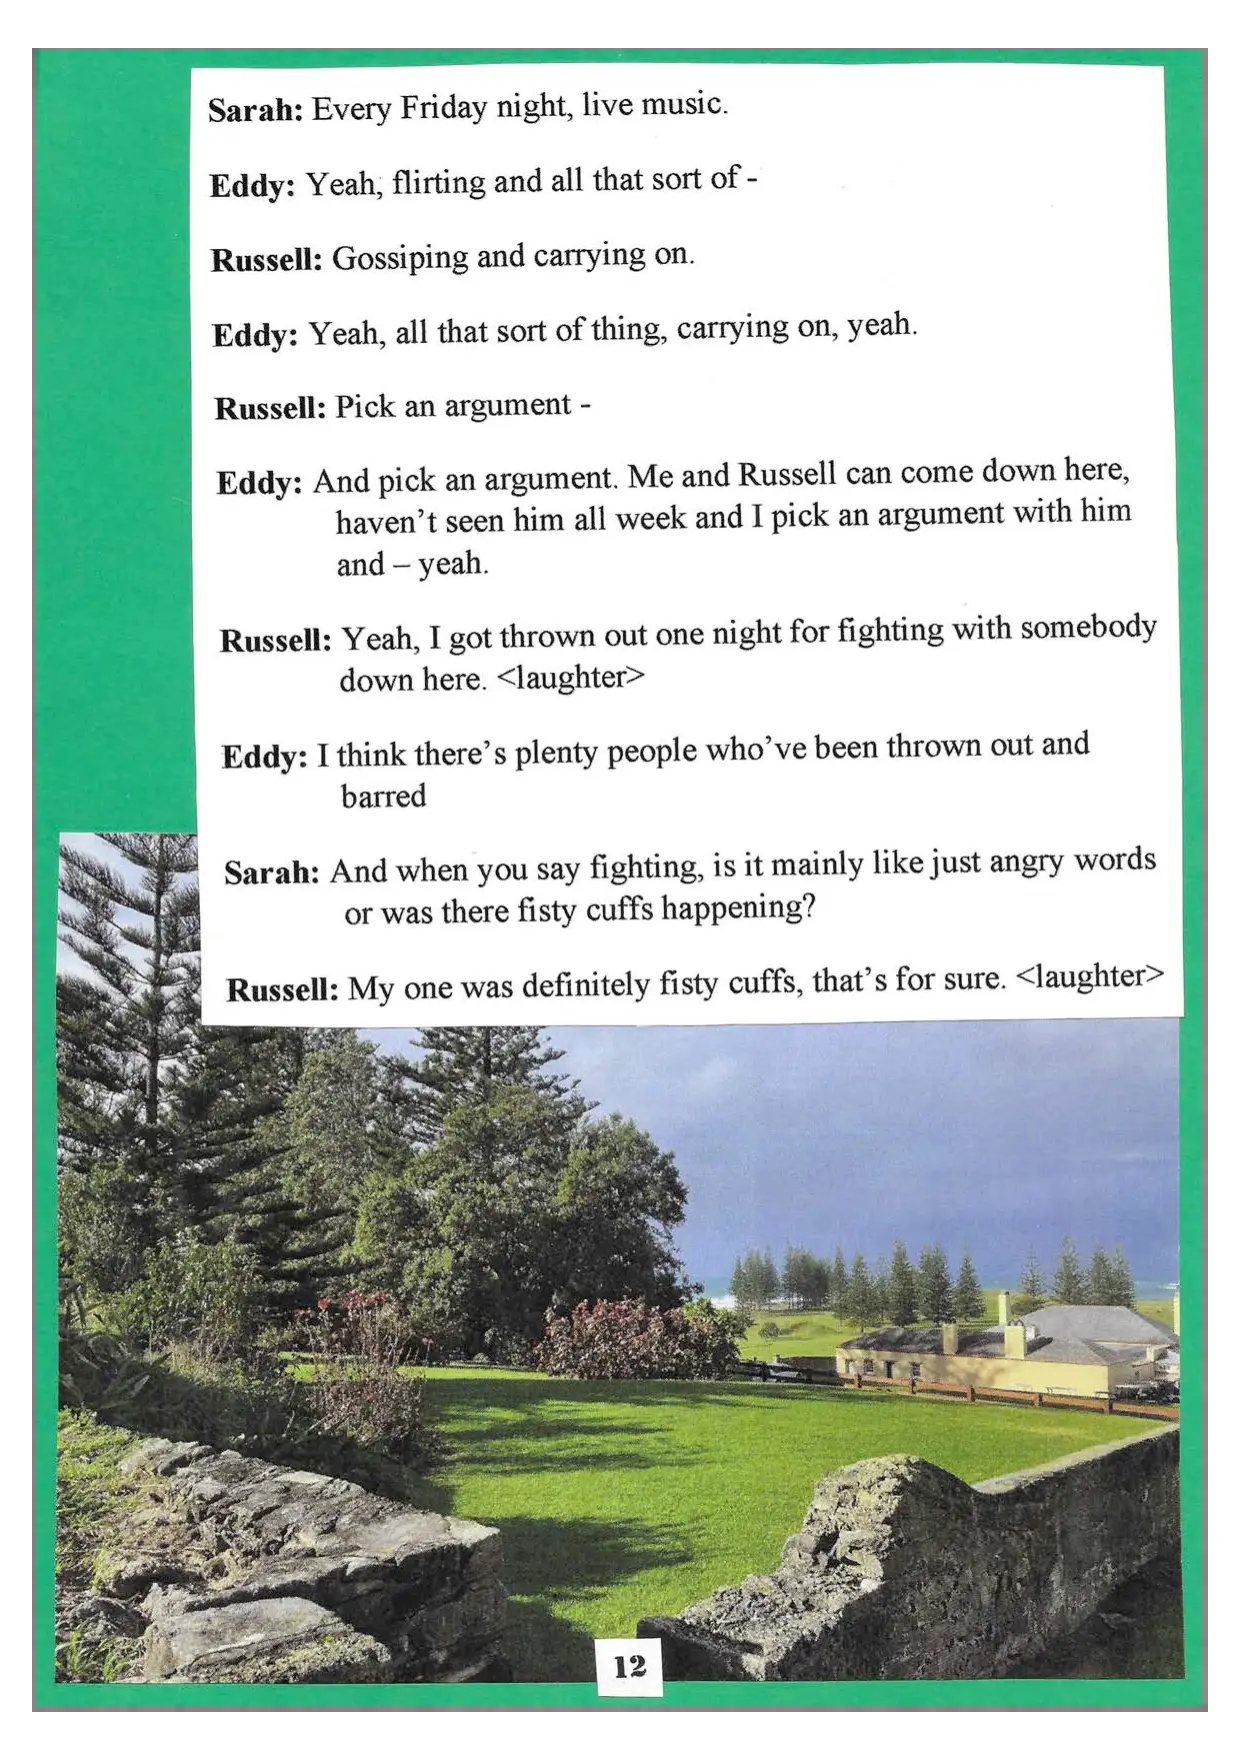 Sarah: Every Friday night, live music.
Eddy: Yeah, flirting and all that sort of -
Russell: Gossiping and carrying on.
Eddy: Yeah, all that sort of thing, carrying on, yeah.
Russell: Pick an argument -
Eddy: And pick an argument. Me and Russell can come down here,
haven't seen him all week and I pick an argument with him
and – yeah.
Russell: Yeah, I got thrown out one night for fighting with somebody
down here. <laughter>
Eddy: I think there's plenty people who've been thrown out and
barred
Sarah: And when you say fighting, is it mainly like just angry words
or was there fisty cuffs happening?
Russell: My one was definitely fisty cuffs, that's for sure. <laughter>
12